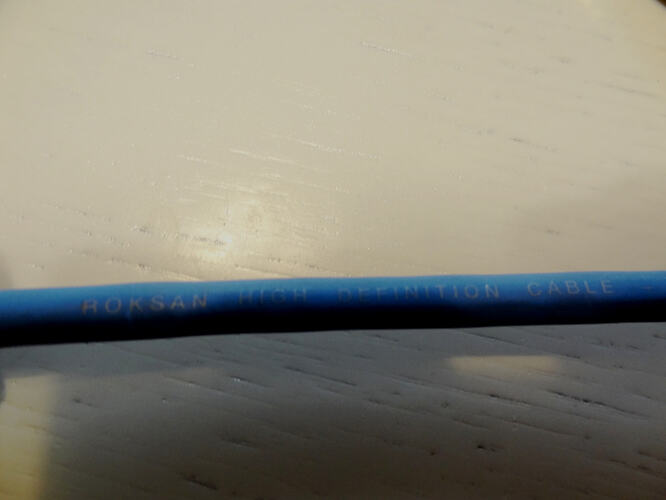 ROKSAN HIGH DEFINITION CABLE